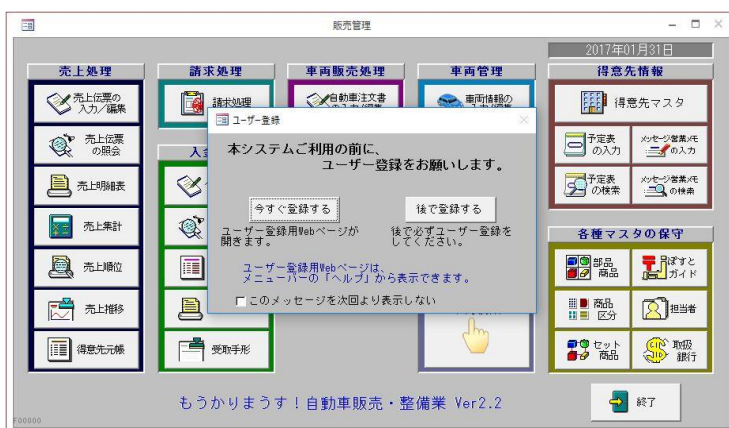 販売管理
2017年01月31日
売上処理
請求処理
車両販売処理
車両管理
得意先情報
売上伝票の
入力/編集
請求処理
自動車注文書
車両情報の
得意先マスタ
ユーザー登録
本システムご利用の前に、
ユーザー登録をお願いします。
今すぐ登録する
後で登録する
ユーザー登録用Webページが
開きます。
後で必ずユーザー登録を
してください。
ユーザー登録用Webページは、
メニューバーの「ヘルプ」から表示できます。
このメッセージを次回より表示しない
売上伝票
の照会
売上明細表
売上集計
売上順位
売上推移
得意先元帳
受取手形
予定表
の入力
メッセージ営業メモ
の入力
予定表
の検索
メッセージ営業メモ
の検索
各種マスタの保守
部品
商品
ぽすと
ガイド
商品
区分
担当者
セット
商品
取扱
銀行
もうかりまうす!自動車販売・整備業 Ver2.2
終了
F00000